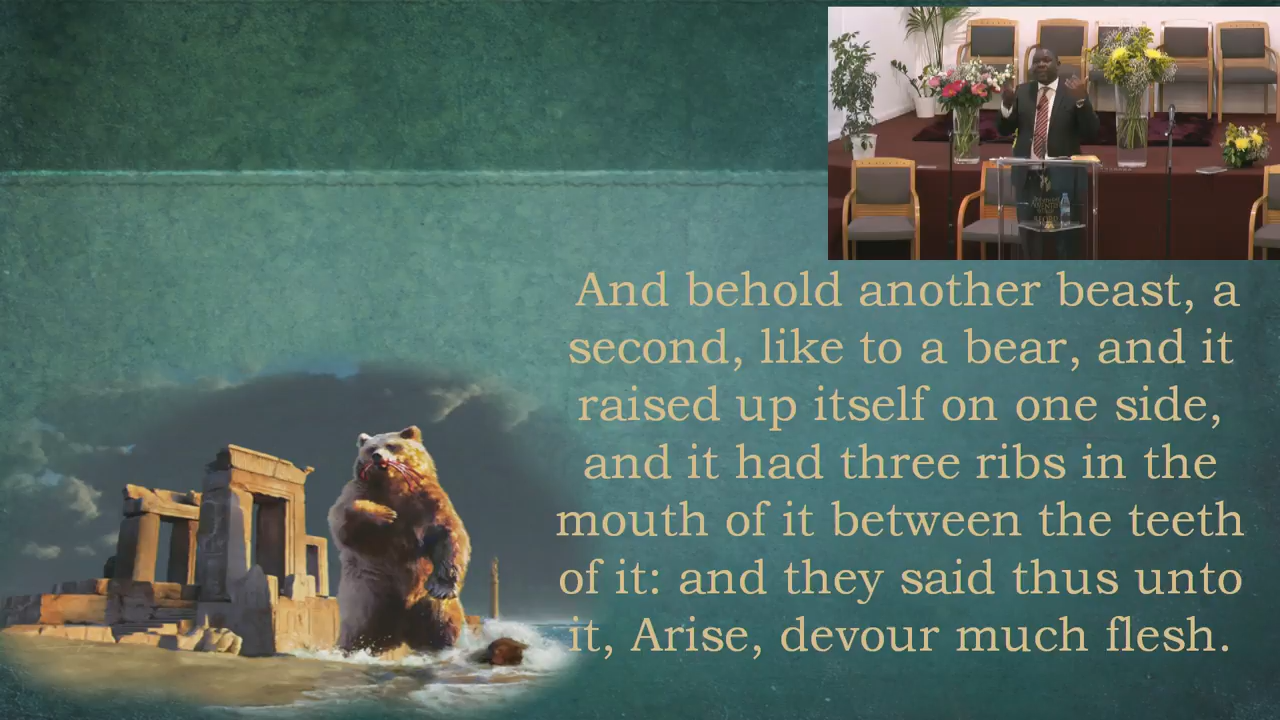 And behold another beast, a
second, like to a bear, and it
raised up itself on one side,
and it had three ribs in the
mouth of it between the teeth
of it: and they said thus unto
it, Arise, devour much flesh.